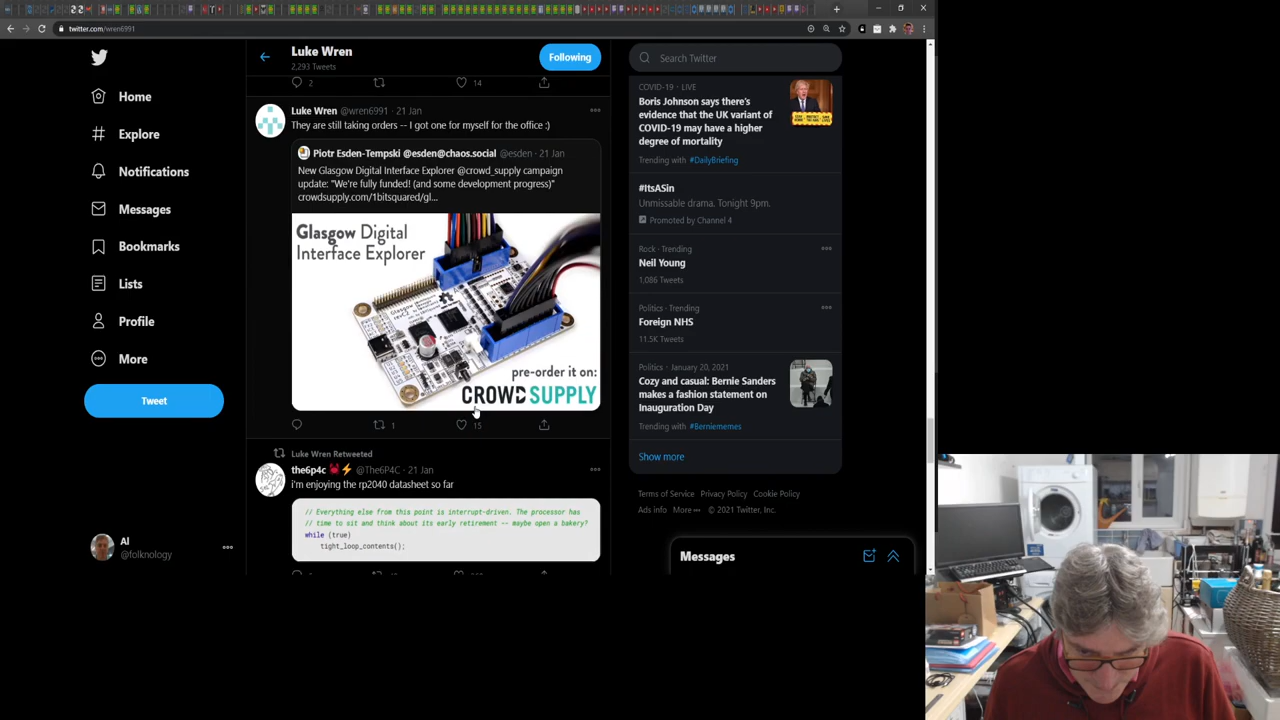 twitter.com/wren6991
Luke Wren
2,293 Tweets
Following
Search Twitter
Home
Explore
Notifications
Messages
Bookmarks
Lists
Profile
More
Tweet
Al
@folknology
2
14
Luke Wren @wren6991 · 21 Jan
They are still taking orders -- I got one for myself for the office :)
Piotr Esden-Tempski @esden@chaos.social @esden · 21 Jan
New Glasgow Digital Interface Explorer @crowd_supply campaign
update: "We're fully funded! (and some development progress)"
crowdsupply.com/1bitsquared/gl...
Glasgow Digital
Interface Explorer
pre-order it on:
CROWD SUPPLY
1
15
Luke Wren Retweeted
the6p4c @The6P4C · 21 Jan
i'm enjoying the rp2040 datasheet so far
// Everything else from this point is interrupt-driven. The processor has
// time to sit and think about its early retirement -- maybe open a bakery?
while (true)
tight_loop_contents();
COVID-19 · LIVE
Boris Johnson says there's
evidence that the UK variant of
COVID-19 may have a higher
degree of mortality
Trending with #DailyBriefing
#ItsASin
Unmissable drama. Tonight 9pm.
Promoted by Channel 4
Rock · Trending
Neil Young
1,086 Tweets
Politics · Trending
Foreign NHS
11.5K Tweets
Politics · January 20, 2021
Cozy and casual: Bernie Sanders
makes a fashion statement on
Inauguration Day
Trending with #Berniememes
Show more
Terms of Service Privacy Policy Cookie Policy
Ads info More © 2021 Twitter, Inc.
Messages